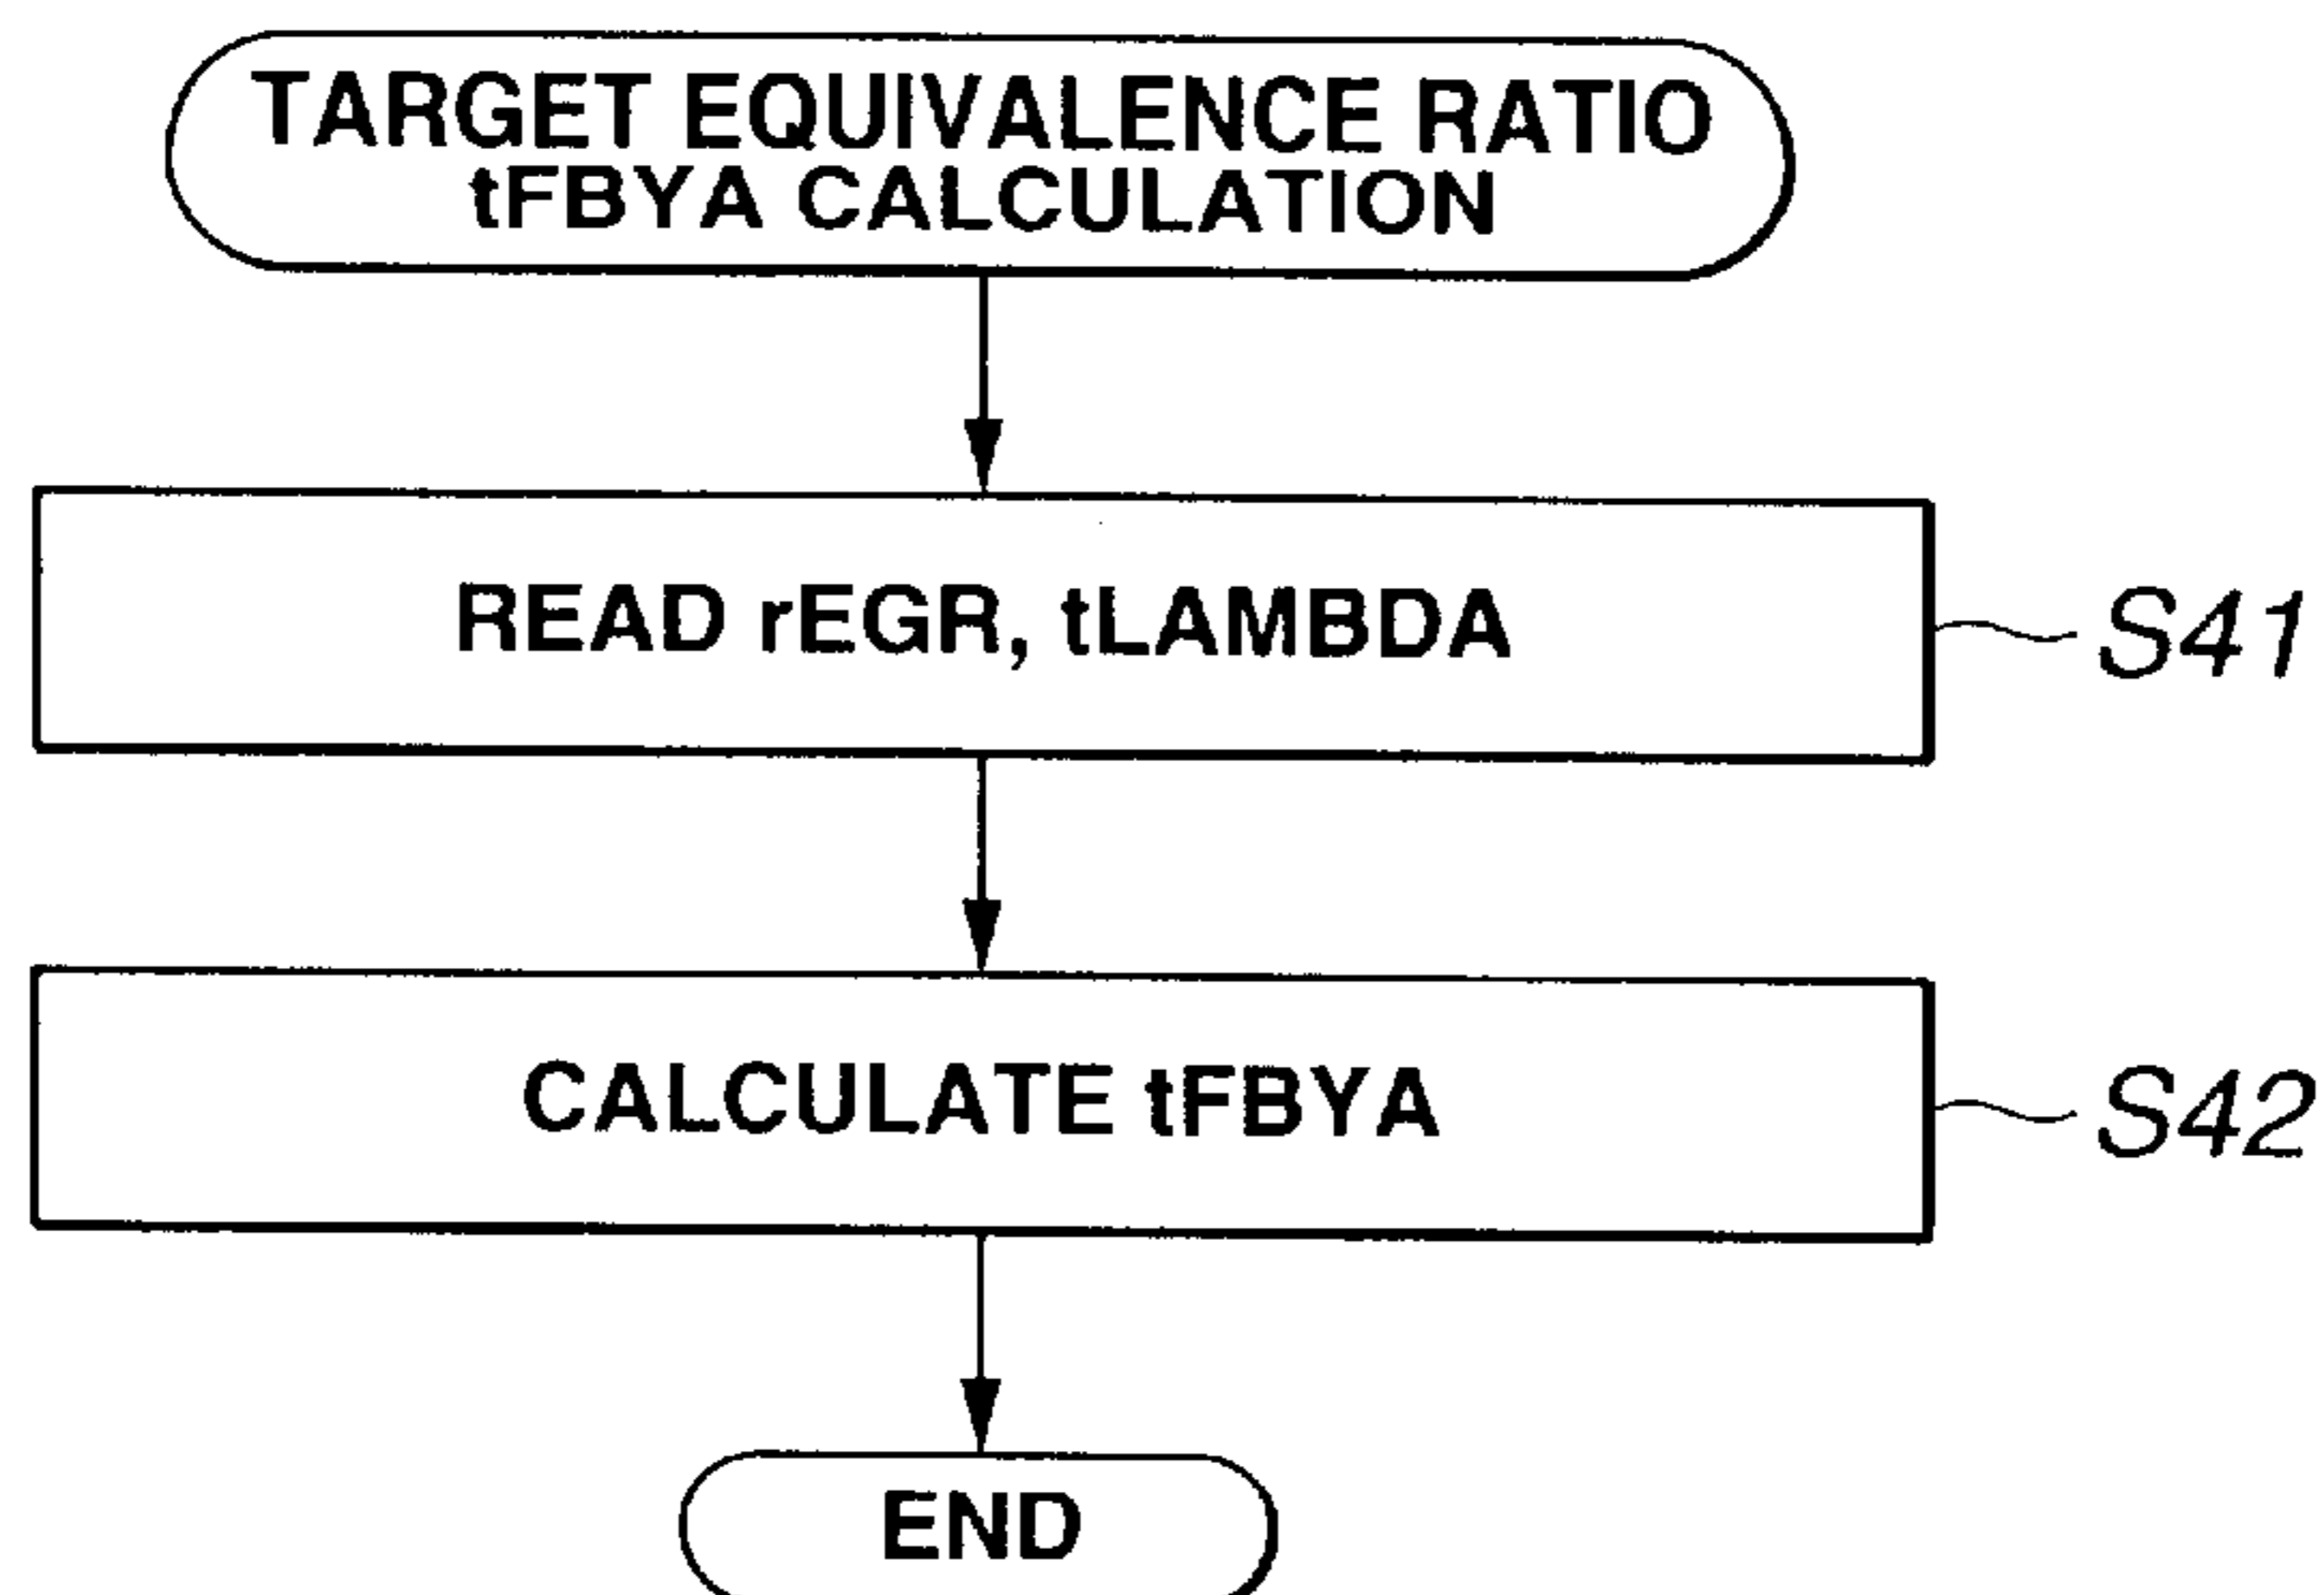 TARGET EQUIVALENCE RATIO
tFBYA CALCULATION
READ rEGR, tLAMBDA
S41
CALCULATE tFBYA
S42
END